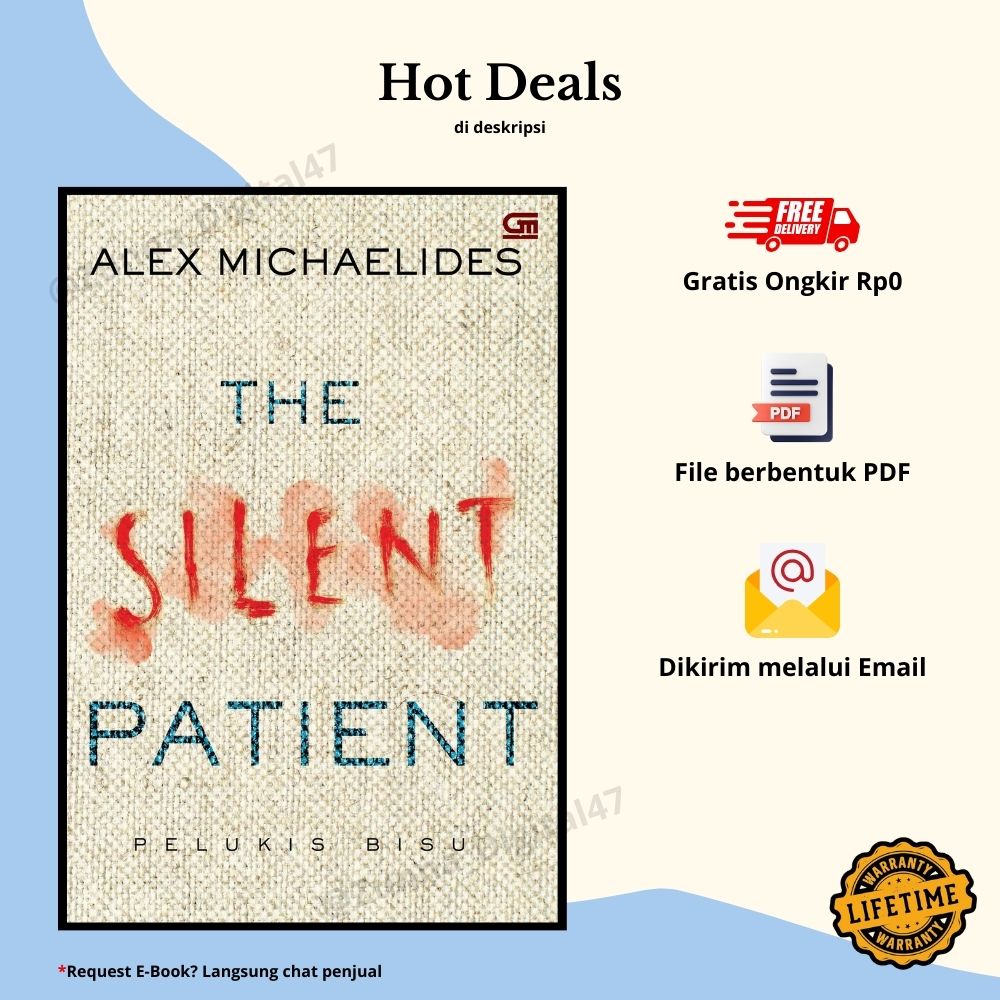 Hot Deals
di deskripsi
GM
ALEX MICHAELIDES
THE
SILENT
PATIENT
PELUKIS BISU
FREE
DELIVERY
Gratis Ongkir Rp0
PDF
File berbentuk PDF
@
Dikirim melalui Email
WARRANTY
LIFETIME
WARRANTY
*Request E-Book? Langsung chat penjual